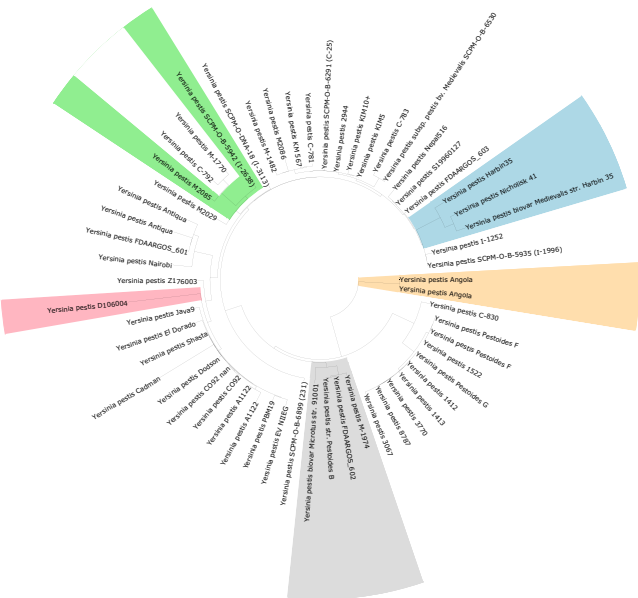 Yersinia pestis SCPM-O-B-6291 (C-25)
Yersinia pestis 2944
Yersinia pestis KIM10+
Yersinia pestis KIM5
Yersinia pestis C-783
Yersinia pestis subsp. pestis bv. Medievalis SCPM-O-B-6530
Yersinia pestis Nepal516
Yersinia pestis S19960127
Yersinia pestis FDAARGOS_603
Yersinia pestis Harbin35
Yersinia pestis Nicholisk 41
Yersinia pestis biovar Medievalis str. Harbin 35
Yersinia pestis I-1252
Yersinia pestis SCPM-O-B-5935 (I-1996)
Yersinia pestis Angola
Yersinia pestis Angola
Yersinia pestis C-830
Yersinia pestis Pestoides F
Yersinia pestis Pestoides F
Yersinia pestis 1522
Yersinia pestis Pestoides G
Yersinia pestis 1412
Yersinia pestis 1413
Yersinia pestis 3770
Yersinia pestis 8787
Yersinia pestis 3067
Yersinia pestis M-1974
Yersinia pestis FDAARGOS_602
Yersinia pestis str. Pestoides B
Yersinia pestis biovar Microtus str. 91001
Yersinia pestis SCPM-O-B-6899 (231)
Yersinia pestis EV NIIEG
Yersinia pestis PBM19
Yersinia pestis A1122
Yersinia pestis A1122
Yersinia pestis CO92
Yersinia pestis CO92 nan
Yersinia pestis Dodson
Yersinia pestis Cadman
Yersinia pestis Shasta
Yersinia pestis El Dorado
Yersinia pestis Java9
Yersinia pestis D106004
Yersinia pestis Z176003
Yersinia pestis Nairobi
Yersinia pestis FDAARGOS_601
Yersinia pestis Antiqua
Yersinia pestis Antiqua
Yersinia pestis M2029
Yersinia pestis M2085
Yersinia pestis C-792
Yersinia pestis M-1770
Yersinia pestis SCPM-O-B-5942 (I-2638)
Yersinia pestis SCPM-O-DNA-18 (I-3113)
Yersinia pestis M-1482
Yersinia pestis M2086
Yersinia pestis KM 567
Yersinia pestis C-781